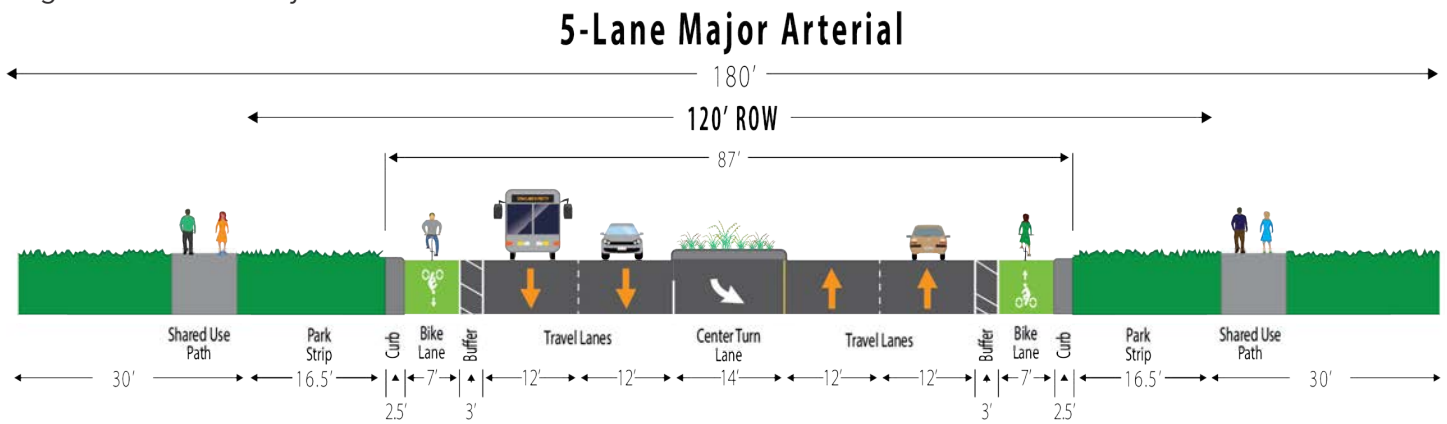 5-Lane Major Arterial
180′
120′ ROW
87′
Shared Use
Path
Park
Strip
Curb
Bike
Lane
Buffer
Travel Lanes
Center Turn
Lane
Travel Lanes
Buffer
Bike
Lane
Curb
Park
Strip
Shared Use
Path
30′
16.5′
2.5′
7′
3′
12′
12′
14′
12′
12′
3′
7′
2.5′
16.5′
30′